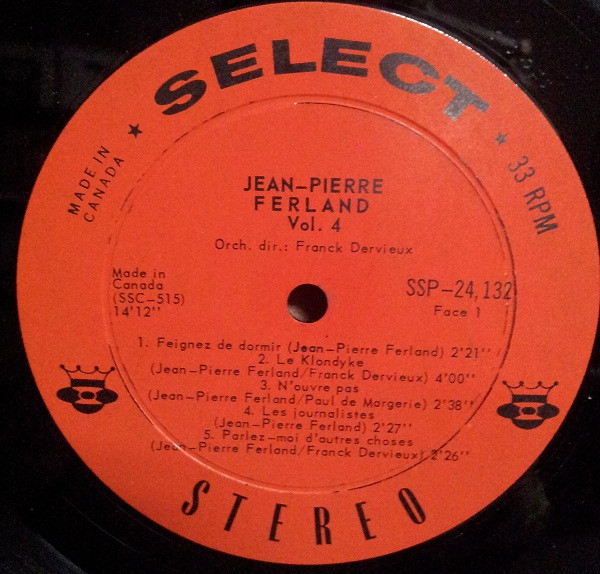 SELECT
MADE IN
CANADA
33 RPM
JEAN-PIERRE
FERLAND
Vol. 4
Orch. dir.: Franck Dervieux
Made in
Canada
(SSC-515)
14'12''
SSP-24,132
Face 1
1. Feignez de dormir (Jean-Pierre Ferland) 2'21''
2. Le Klondyke
(Jean-Pierre Ferland/Franck Dervieux) 4'00''
3. N'ouvre pas
(Jean-Pierre Ferland/Paul de Margerie) 2'38''
4. Les journalistes
(Jean-Pierre Ferland) 2'27''
5. Parlez-moi d'autres choses
(Jean-Pierre Ferland/Franck Dervieux) 2'26''
STEREO